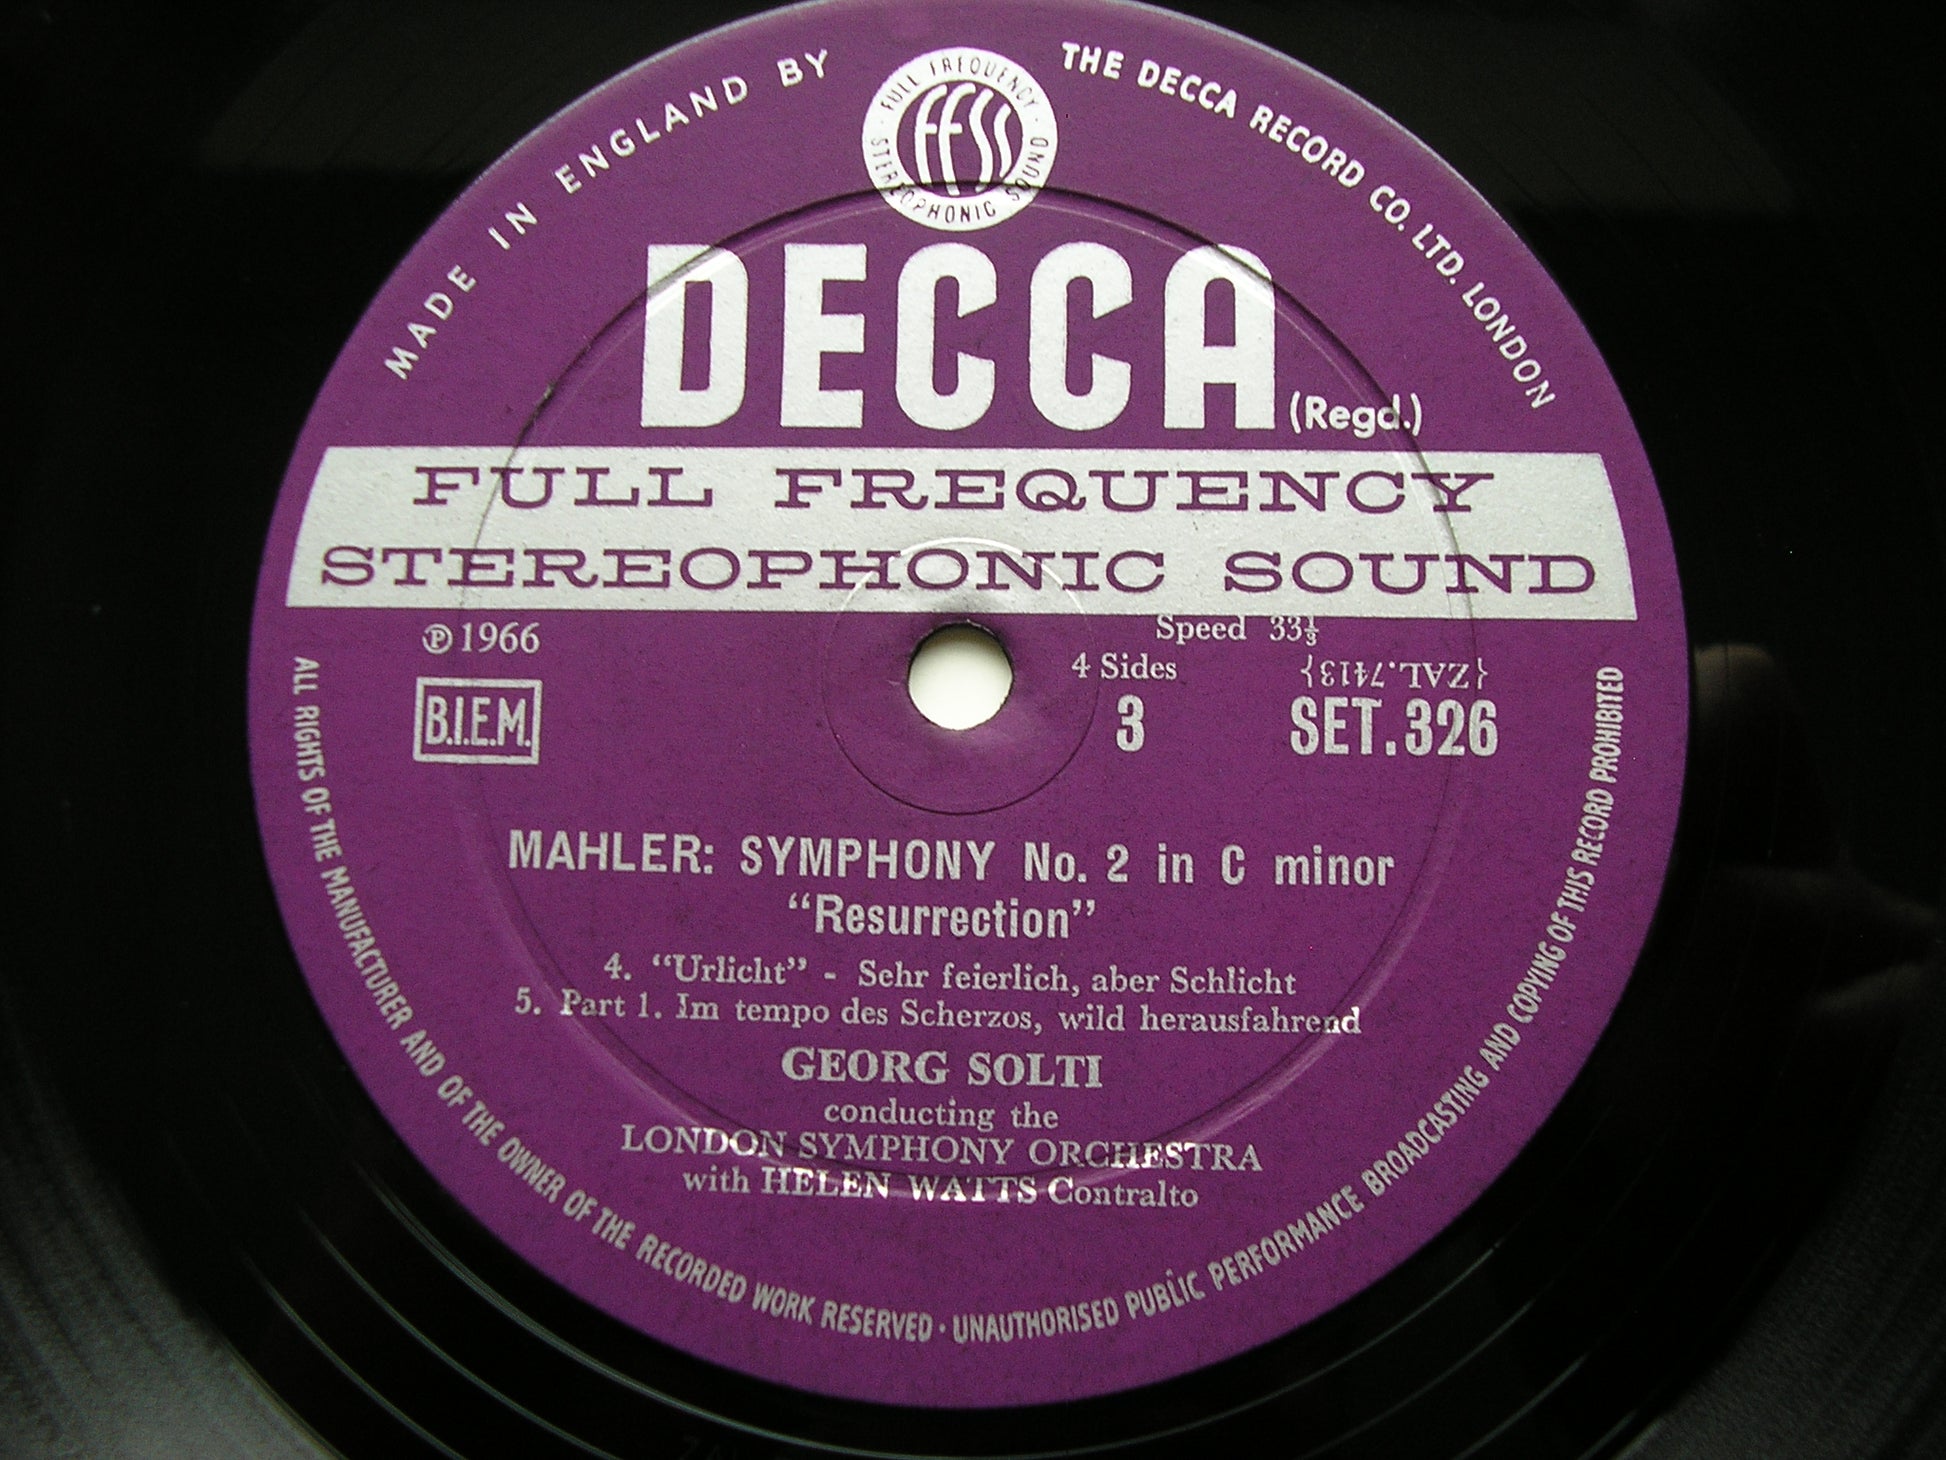 MADE IN ENGLAND BY
FULL FREQUENCY
FFSS
STEREOPHONIC SOUND
THE DECCA RECORD CO. LTD. LONDON
DECCA (Regd.)
FULL FREQUENCY
STEREOPHONIC SOUND
℗ 1966
Speed 33⅓
4 Sides
{ZAL.7413}
B.I.E.M.
3
SET.326
MAHLER: SYMPHONY No. 2 in C minor
“Resurrection”
4. “Urlicht” - Sehr feierlich, aber Schlicht
5. Part 1. Im tempo des Scherzos, wild herausfahrend
GEORG SOLTI
conducting the
LONDON SYMPHONY ORCHESTRA
with HELEN WATTS Contralto
ALL RIGHTS OF THE MANUFACTURER AND OF THE OWNER OF THE RECORDED WORK RESERVED · UNAUTHORISED PUBLIC PERFORMANCE BROADCASTING AND COPYING OF THIS RECORD PROHIBITED